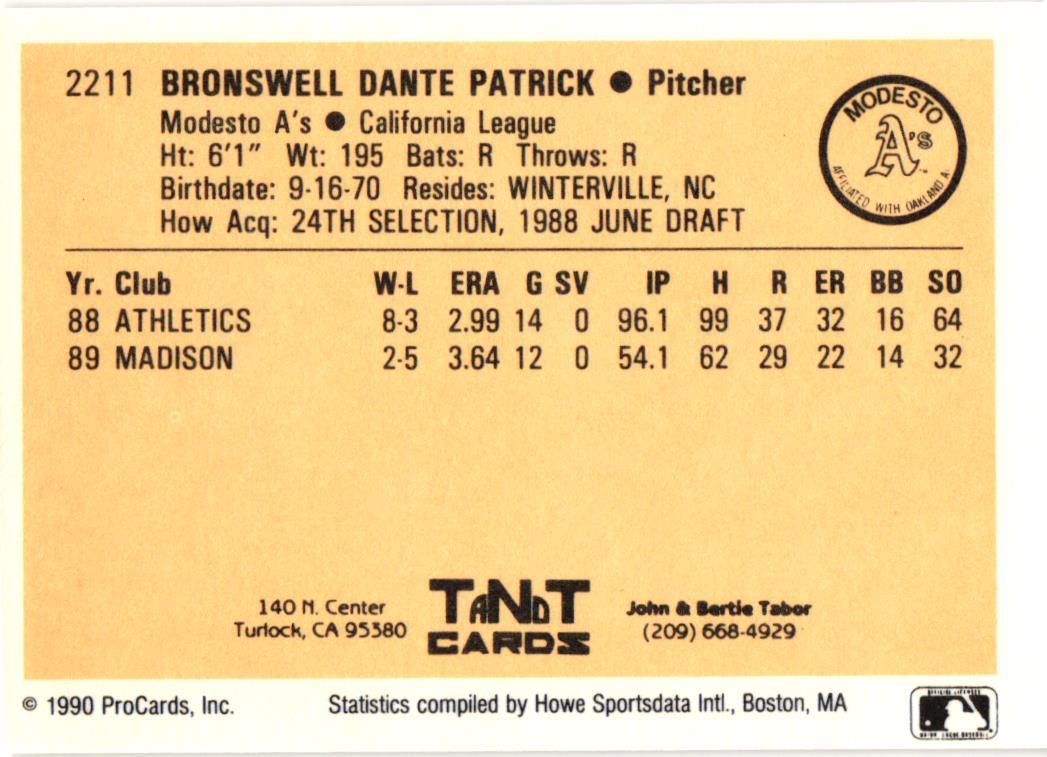 2211 BRONSWELL DANTE PATRICK ● Pitcher
Modesto A's ● California League
Ht: 6'1" Wt: 195 Bats: R Throws: R
Birthdate: 9-16-70 Resides: WINTERVILLE, NC
How Acq: 24TH SELECTION, 1988 JUNE DRAFT
MODESTO
A's
AFFILIATED WITH OAKLAND A.
Yr. Club W-L ERA G SV IP H R ER BB SO
88 ATHLETICS 8-3 2.99 14 0 96.1 99 37 32 16 64
89 MADISON 2-5 3.64 12 0 54.1 62 29 22 14 32
140 N. Center
Turlock, CA 95380
TANDT
CARDS
John & Bertie Tabor
(209) 668-4929
© 1990 ProCards, Inc. Statistics compiled by Howe Sportsdata Intl., Boston, MA